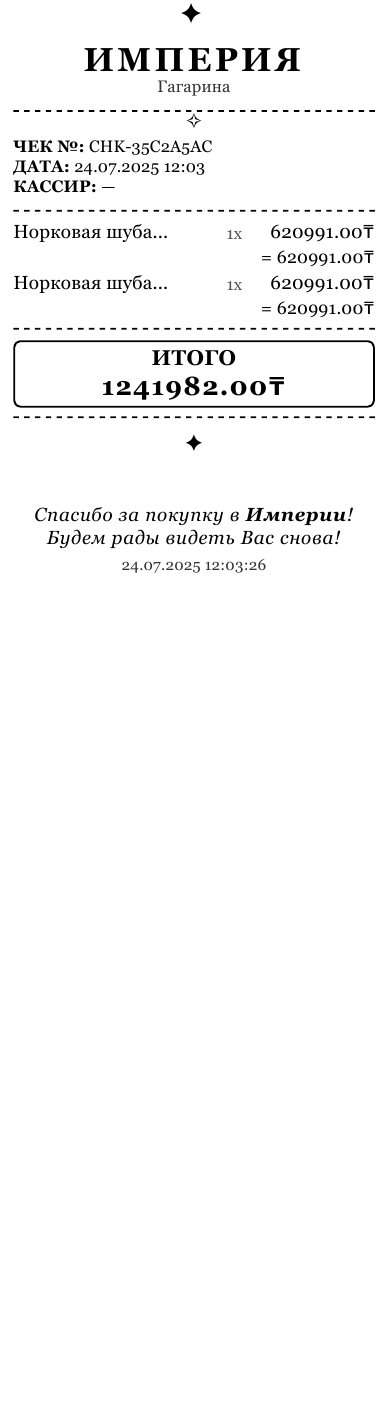 ИМПЕРИЯ
Гагарина
ЧЕК №: CHK-35C2A5AC
ДАТА: 24.07.2025 12:03
КАССИР: —
Норковая шуба... 1x 620991.00₸
= 620991.00₸
Норковая шуба... 1x 620991.00₸
= 620991.00₸
ИТОГО
1241982.00₸
Спасибо за покупку в Империи!
Будем рады видеть Вас снова!
24.07.2025 12:03:26